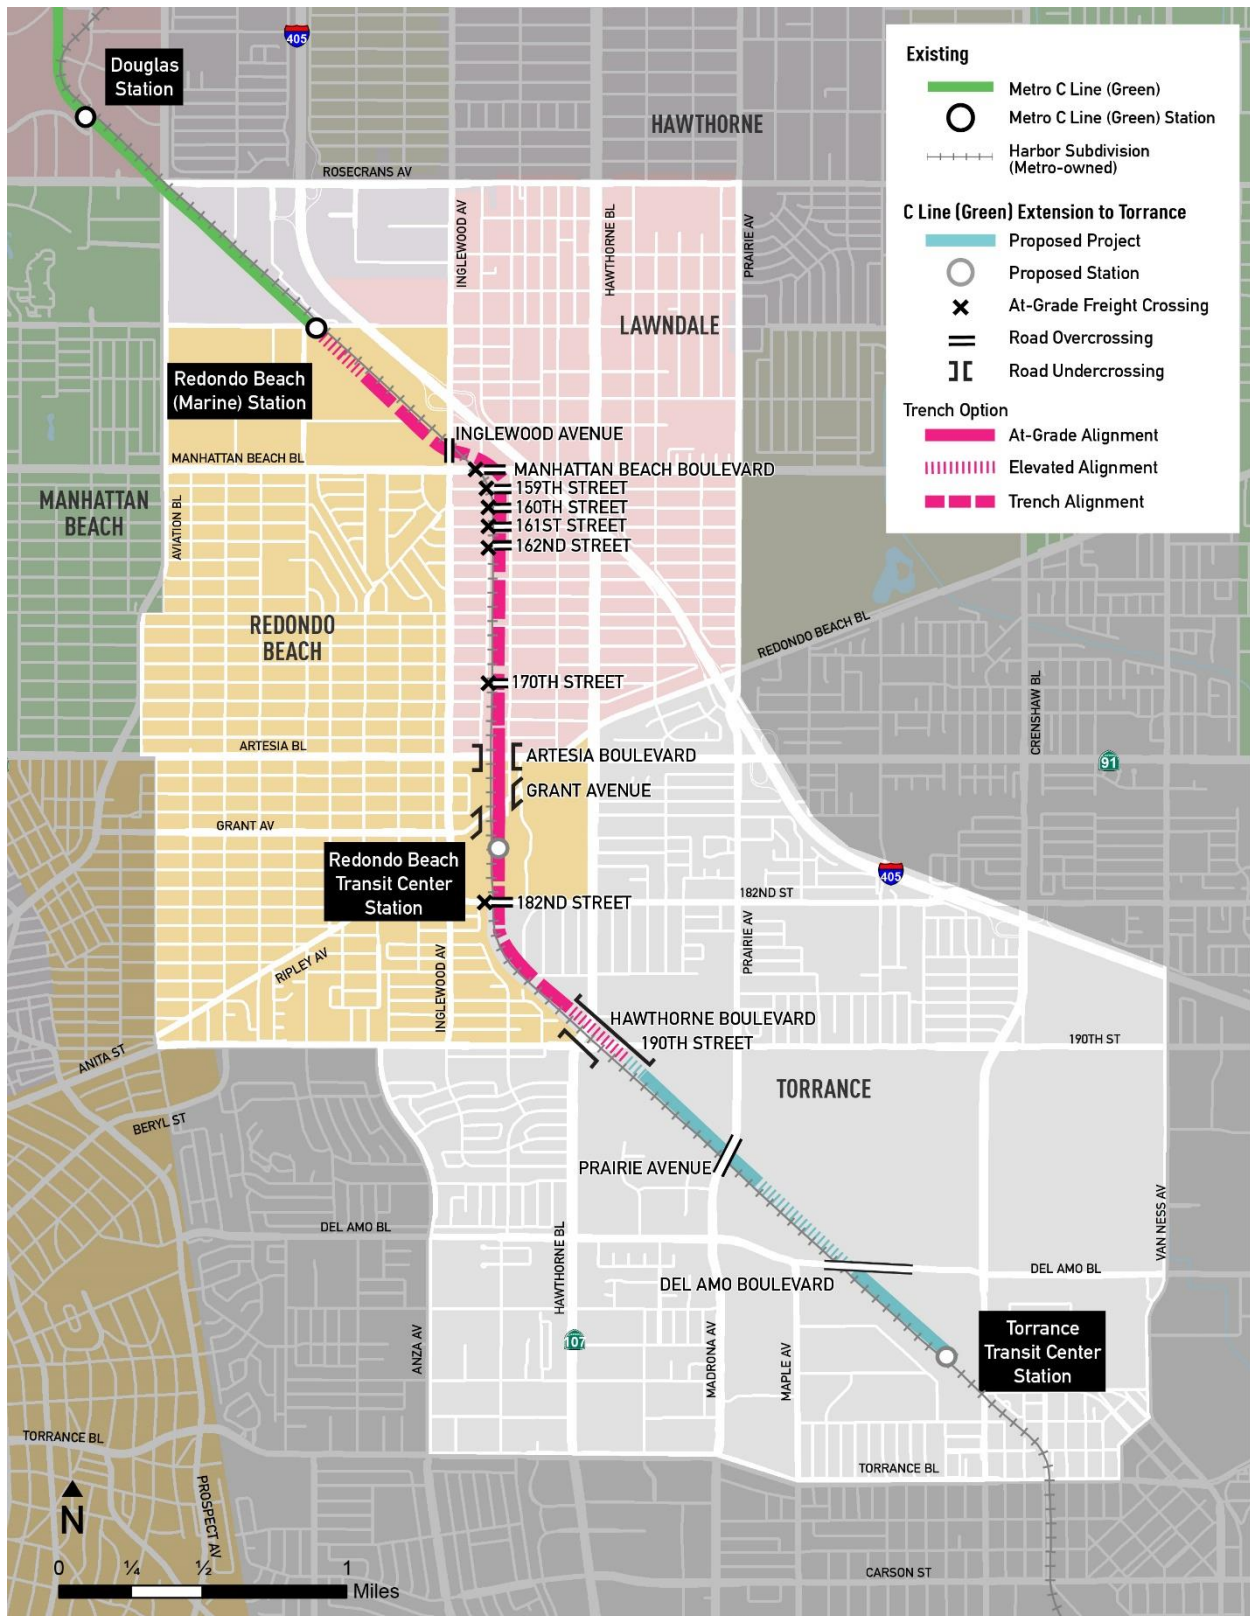 405
Douglas
Station
HAWTHORNE
ROSECRANS AV
INGLEWOOD AV
HAWTHORNE BL
PRAIRIE AV
LAWNDALE
Existing
Metro C Line (Green)
Metro C Line (Green) Station
Harbor Subdivision
(Metro-owned)
C Line (Green) Extension to Torrance
Proposed Project
Proposed Station
At-Grade Freight Crossing
Road Overcrossing
Road Undercrossing
Trench Option
At-Grade Alignment
Elevated Alignment
Trench Alignment
Redondo Beach
(Marine) Station
INGLEWOOD AVENUE
MANHATTAN BEACH BL
MANHATTAN BEACH BOULEVARD
159TH STREET
160TH STREET
161ST STREET
162ND STREET
MANHATTAN
BEACH
AVIATION BL
REDONDO
BEACH
REDONDO BEACH BL
170TH STREET
CRENSHAW BL
ARTESIA BL
ARTESIA BOULEVARD
91
GRANT AVENUE
GRANT AV
Redondo Beach
Transit Center
Station
405
182ND ST
182ND STREET
PRAIRIE AV
RIPLEY AV
INGLEWOOD AV
HAWTHORNE BOULEVARD
190TH STREET
190TH ST
ANITA ST
TORRANCE
BERYL ST
PRAIRIE AVENUE
VAN NESS AV
DEL AMO BL
HAWTHORNE BL
DEL AMO BOULEVARD
DEL AMO BL
Torrance
Transit Center
Station
107
ANZA AV
MADRONA AV
MAPLE AV
TORRANCE BL
TORRANCE BL
PROSPECT AV
N
CARSON ST
0 ¼ ½ 1
Miles